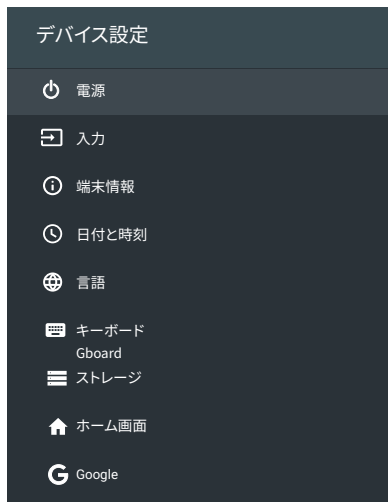 デバイス設定
電源
入力
端末情報
日付と時刻
言語
キーボード
Gboard
ストレージ
ホーム画面
Google